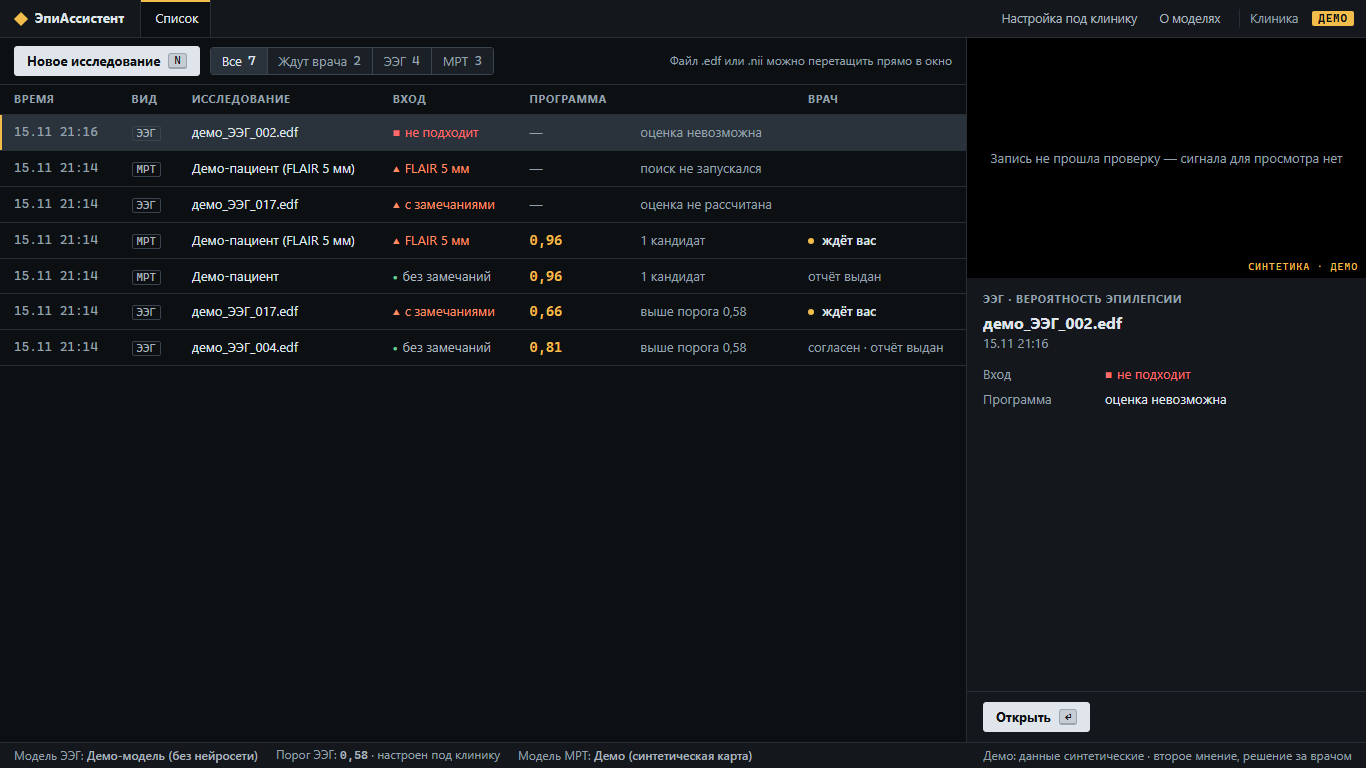 ЭпиАссистент Список Настройка под клинику О моделях Клиника ДЕМО
Новое исследование N Все 7 Ждут врача 2 ЭЭГ 4 МРТ 3 Файл .edf или .nii можно перетащить прямо в окно
ВРЕМЯ ВИД ИССЛЕДОВАНИЕ ВХОД ПРОГРАММА ВРАЧ
15.11 21:16 ЭЭГ демо_ЭЭГ_002.edf не подходит — оценка невозможна
15.11 21:14 МРТ Демо-пациент (FLAIR 5 мм) FLAIR 5 мм — поиск не запускался
15.11 21:14 ЭЭГ демо_ЭЭГ_017.edf с замечаниями — оценка не рассчитана
15.11 21:14 МРТ Демо-пациент (FLAIR 5 мм) FLAIR 5 мм 0,96 1 кандидат ждёт вас
15.11 21:14 МРТ Демо-пациент без замечаний 0,96 1 кандидат отчёт выдан
15.11 21:14 ЭЭГ демо_ЭЭГ_017.edf с замечаниями 0,66 выше порога 0,58 ждёт вас
15.11 21:14 ЭЭГ демо_ЭЭГ_004.edf без замечаний 0,81 выше порога 0,58 согласен · отчёт выдан
Запись не прошла проверку — сигнала для просмотра нет
СИНТЕТИКА · ДЕМО
ЭЭГ · ВЕРОЯТНОСТЬ ЭПИЛЕПСИИ
демо_ЭЭГ_002.edf
15.11 21:16
Вход не подходит
Программа оценка невозможна
Открыть ↵
Модель ЭЭГ: Демо-модель (без нейросети) Порог ЭЭГ: 0,58 · настроен под клинику Модель МРТ: Демо (синтетическая карта) Демо: данные синтетические · второе мнение, решение за врачом